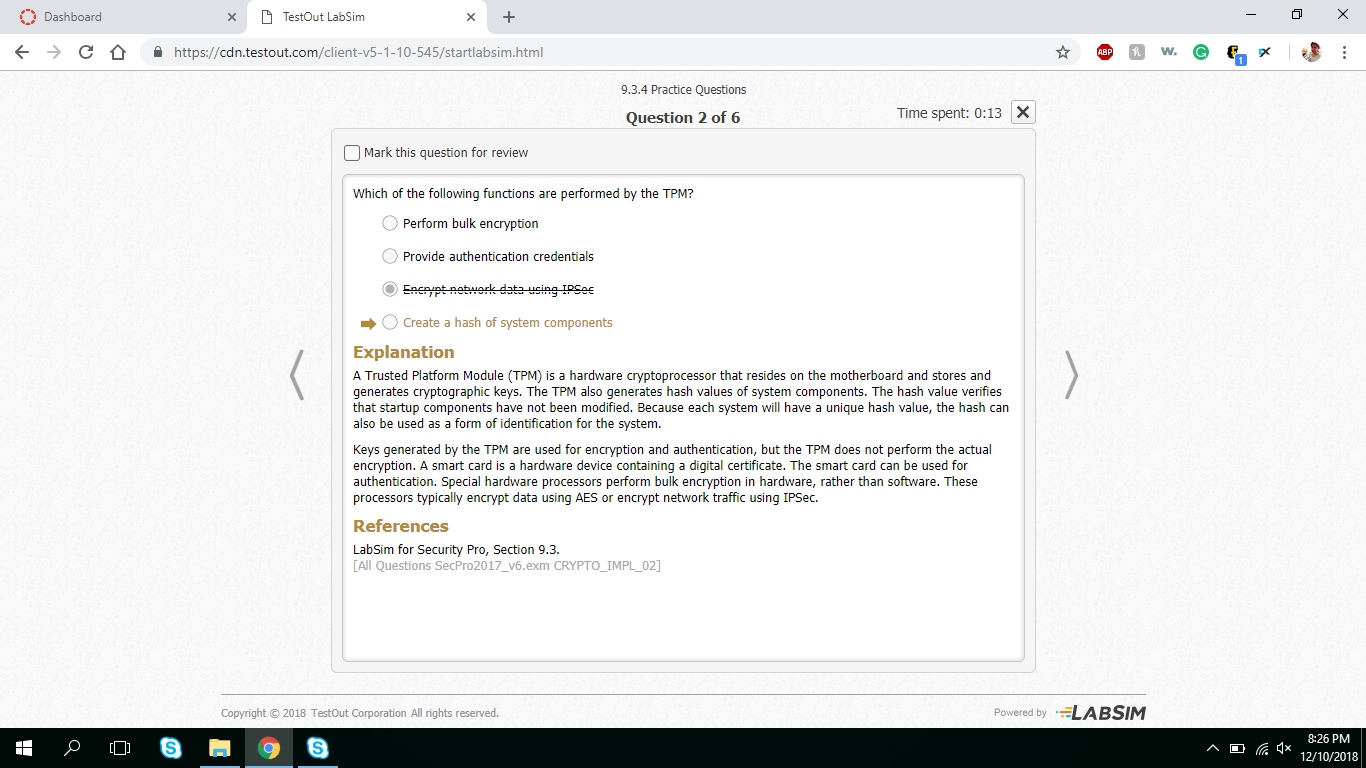 Dashboard
TestOut LabSim
https://cdn.testout.com/client-v5-1-10-545/startlabsim.html
ABP
w.
1
9.3.4 Practice Questions
Question 2 of 6
Time spent: 0:13
Mark this question for review
Which of the following functions are performed by the TPM?
Perform bulk encryption
Provide authentication credentials
Encrypt network data using IPSec
Create a hash of system components
Explanation
A Trusted Platform Module (TPM) is a hardware cryptoprocessor that resides on the motherboard and stores and
generates cryptographic keys. The TPM also generates hash values of system components. The hash value verifies
that startup components have not been modified. Because each system will have a unique hash value, the hash can
also be used as a form of identification for the system.
Keys generated by the TPM are used for encryption and authentication, but the TPM does not perform the actual
encryption. A smart card is a hardware device containing a digital certificate. The smart card can be used for
authentication. Special hardware processors perform bulk encryption in hardware, rather than software. These
processors typically encrypt data using AES or encrypt network traffic using IPSec.
References
LabSim for Security Pro, Section 9.3.
[All Questions SecPro2017_v6.exm CRYPTO_IMPL_02]
Copyright © 2018 TestOut Corporation All rights reserved.
Powered by LABSIM
8:26 PM
12/10/2018